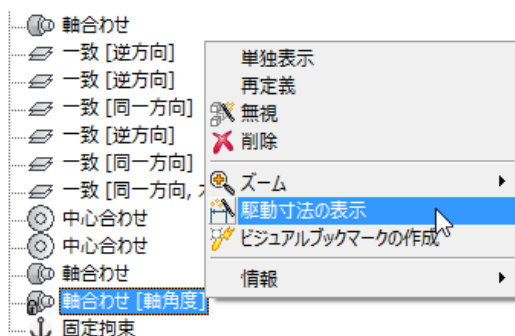 軸合わせ
一致 [逆方向]
一致 [逆方向]
一致 [同一方向]
一致 [逆方向]
一致 [同一方向]
一致 [同一方向,
中心合わせ
中心合わせ
軸合わせ
軸合わせ [軸角度]
固定拘束
単独表示
再定義
無視
削除
ズーム
駆動寸法の表示
ビジュアルブックマークの作成
情報